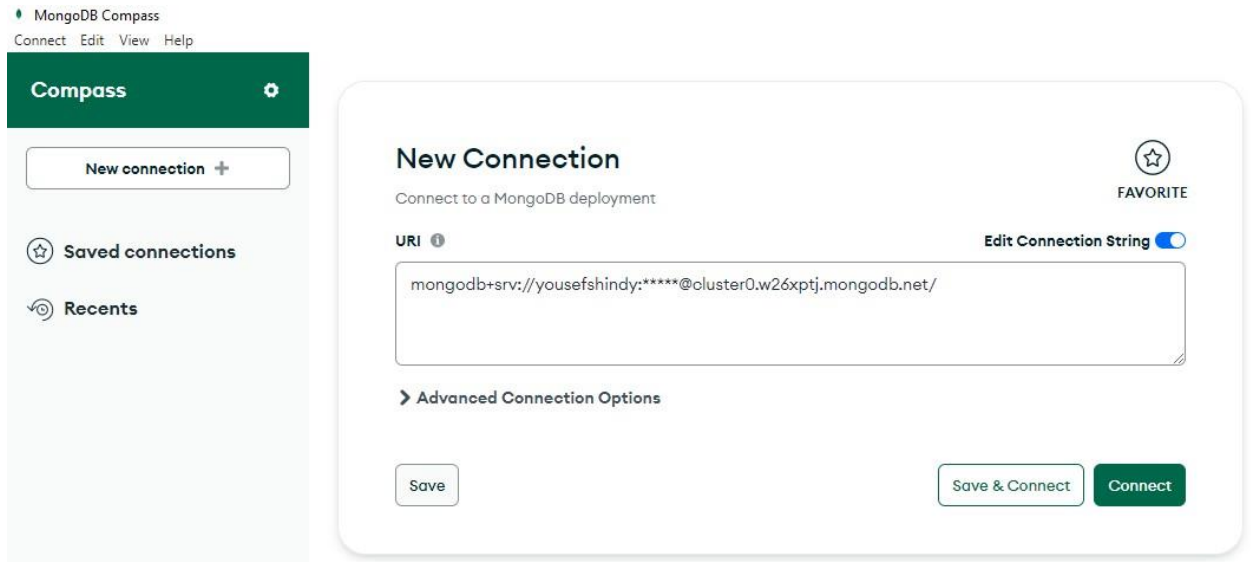 MongoDB Compass
Connect Edit View Help
Compass
New connection +
Saved connections
Recents
New Connection
Connect to a MongoDB deployment
FAVORITE
URI
Edit Connection String
mongodb+srv://yousefshindy:*****@cluster0.w26xptj.mongodb.net/
Advanced Connection Options
Save
Save & Connect
Connect